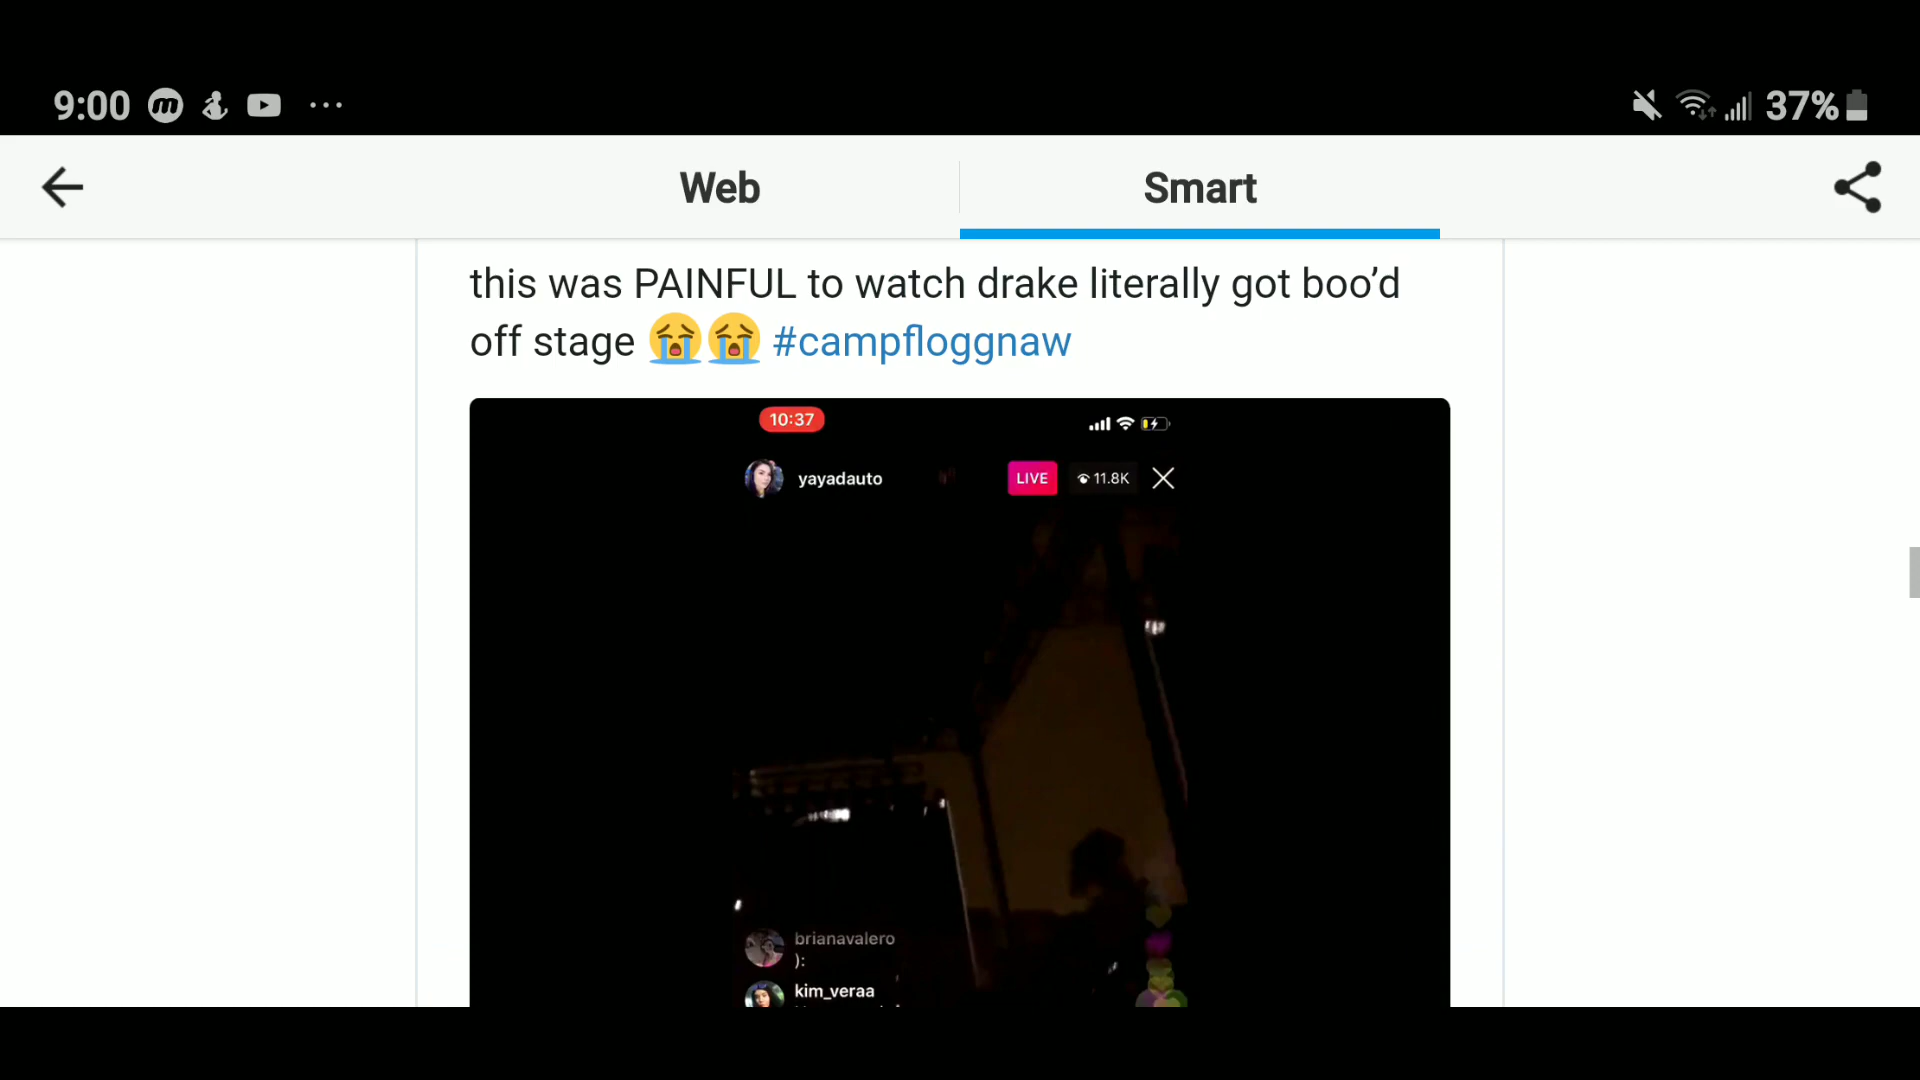 9:00
37%
Web
Smart
this was PAINFUL to watch drake literally got boo’d
off stage 😭😭 #campfloggnaw
10:37
yayadauto
LIVE
11.8K
brianavalero
):
kim_veraa